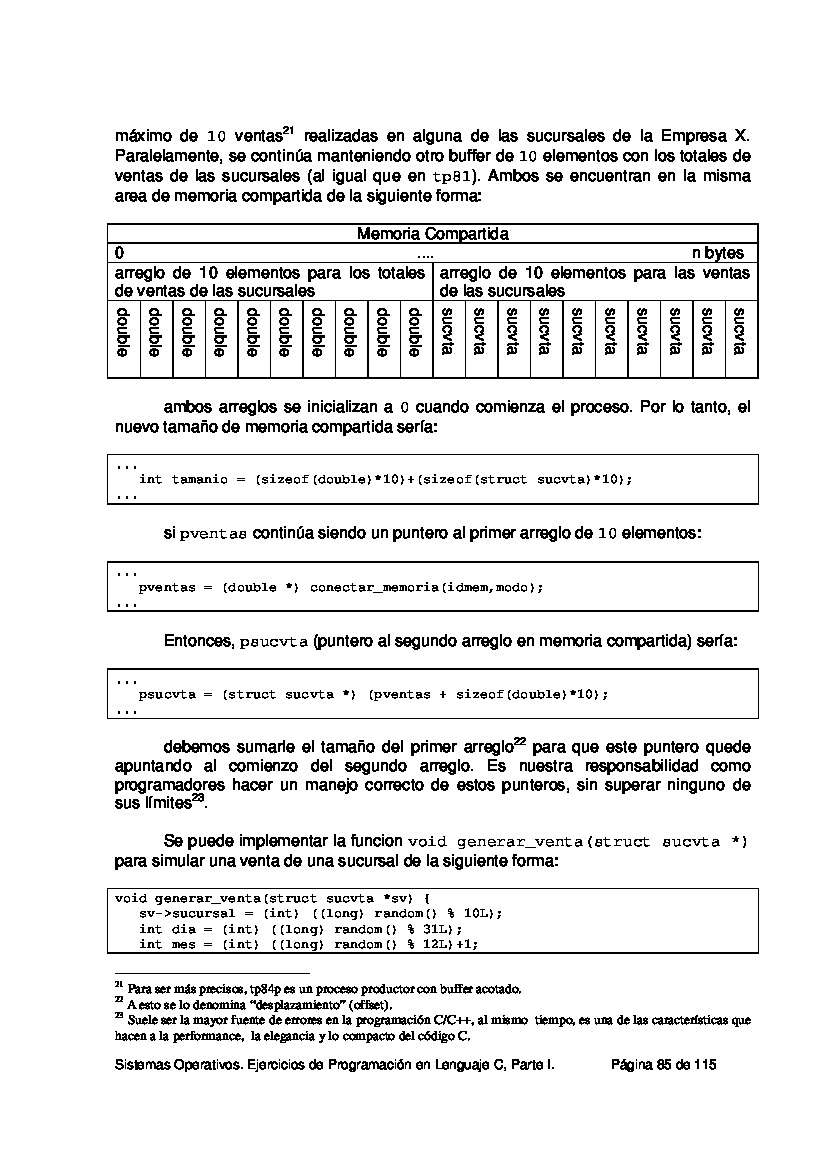 máximo de 10 ventas21 realizadas en alguna de las sucursales de la Empresa X.
Paralelamente, se continúa manteniendo otro buffer de 10 elementos con los totales de
ventas de las sucursales (al igual que en tp81). Ambos se encuentran en la misma
area de memoria compartida de la siguiente forma:
Memoria Compartida
0 .... n bytes
arreglo de 10 elementos para los totales
de ventas de las sucursales
arreglo de 10 elementos para las ventas
de las sucursales
double
double
double
double
double
double
double
double
double
double
sucvta
sucvta
sucvta
sucvta
sucvta
sucvta
sucvta
sucvta
sucvta
sucvta
ambos arreglos se inicializan a 0 cuando comienza el proceso. Por lo tanto, el
nuevo tamaño de memoria compartida sería:
...
int tamanio = (sizeof(double)*10)+(sizeof(struct sucvta)*10);
...
si pventas continúa siendo un puntero al primer arreglo de 10 elementos:
...
pventas = (double *) conectar_memoria(idmem,modo);
...
Entonces, psucvta (puntero al segundo arreglo en memoria compartida) sería:
...
psucvta = (struct sucvta *) (pventas + sizeof(double)*10);
...
debemos sumarle el tamaño del primer arreglo22 para que este puntero quede
apuntando al comienzo del segundo arreglo. Es nuestra responsabilidad como
programadores hacer un manejo correcto de estos punteros, sin superar ninguno de
sus límites23.
Se puede implementar la funcion void generar_venta(struct sucvta *)
para simular una venta de una sucursal de la siguiente forma:
void generar_venta(struct sucvta *sv) {
sv->sucursal = (int) ((long) random() % 10L);
int dia = (int) ((long) random() % 31L);
int mes = (int) ((long) random() % 12L)+1;
21 Para ser más precisos, tp84p es un proceso productor con buffer acotado.
22 A esto se lo denomina “desplazamiento” (offset).
23 Suele ser la mayor fuente de errores en la programación C/C++, al mismo tiempo, es una de las características que
hacen a la performance, la elegancia y lo compacto del código C.
Sistemas Operativos. Ejercicios de Programación en Lenguaje C, Parte I. Página 85 de 115